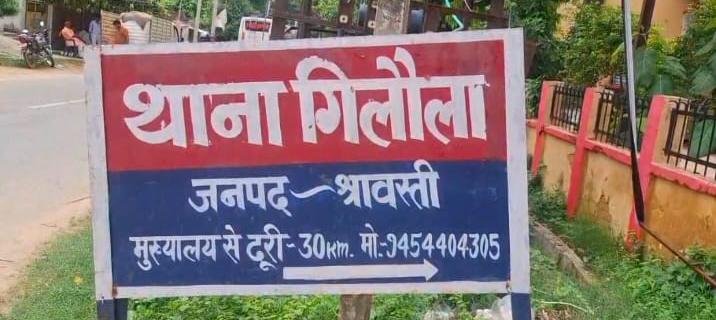 थाना गिलौला
जनपद ~ श्रावस्ती
मुख्यालय से दूरी-30KM. मो.-9454404305